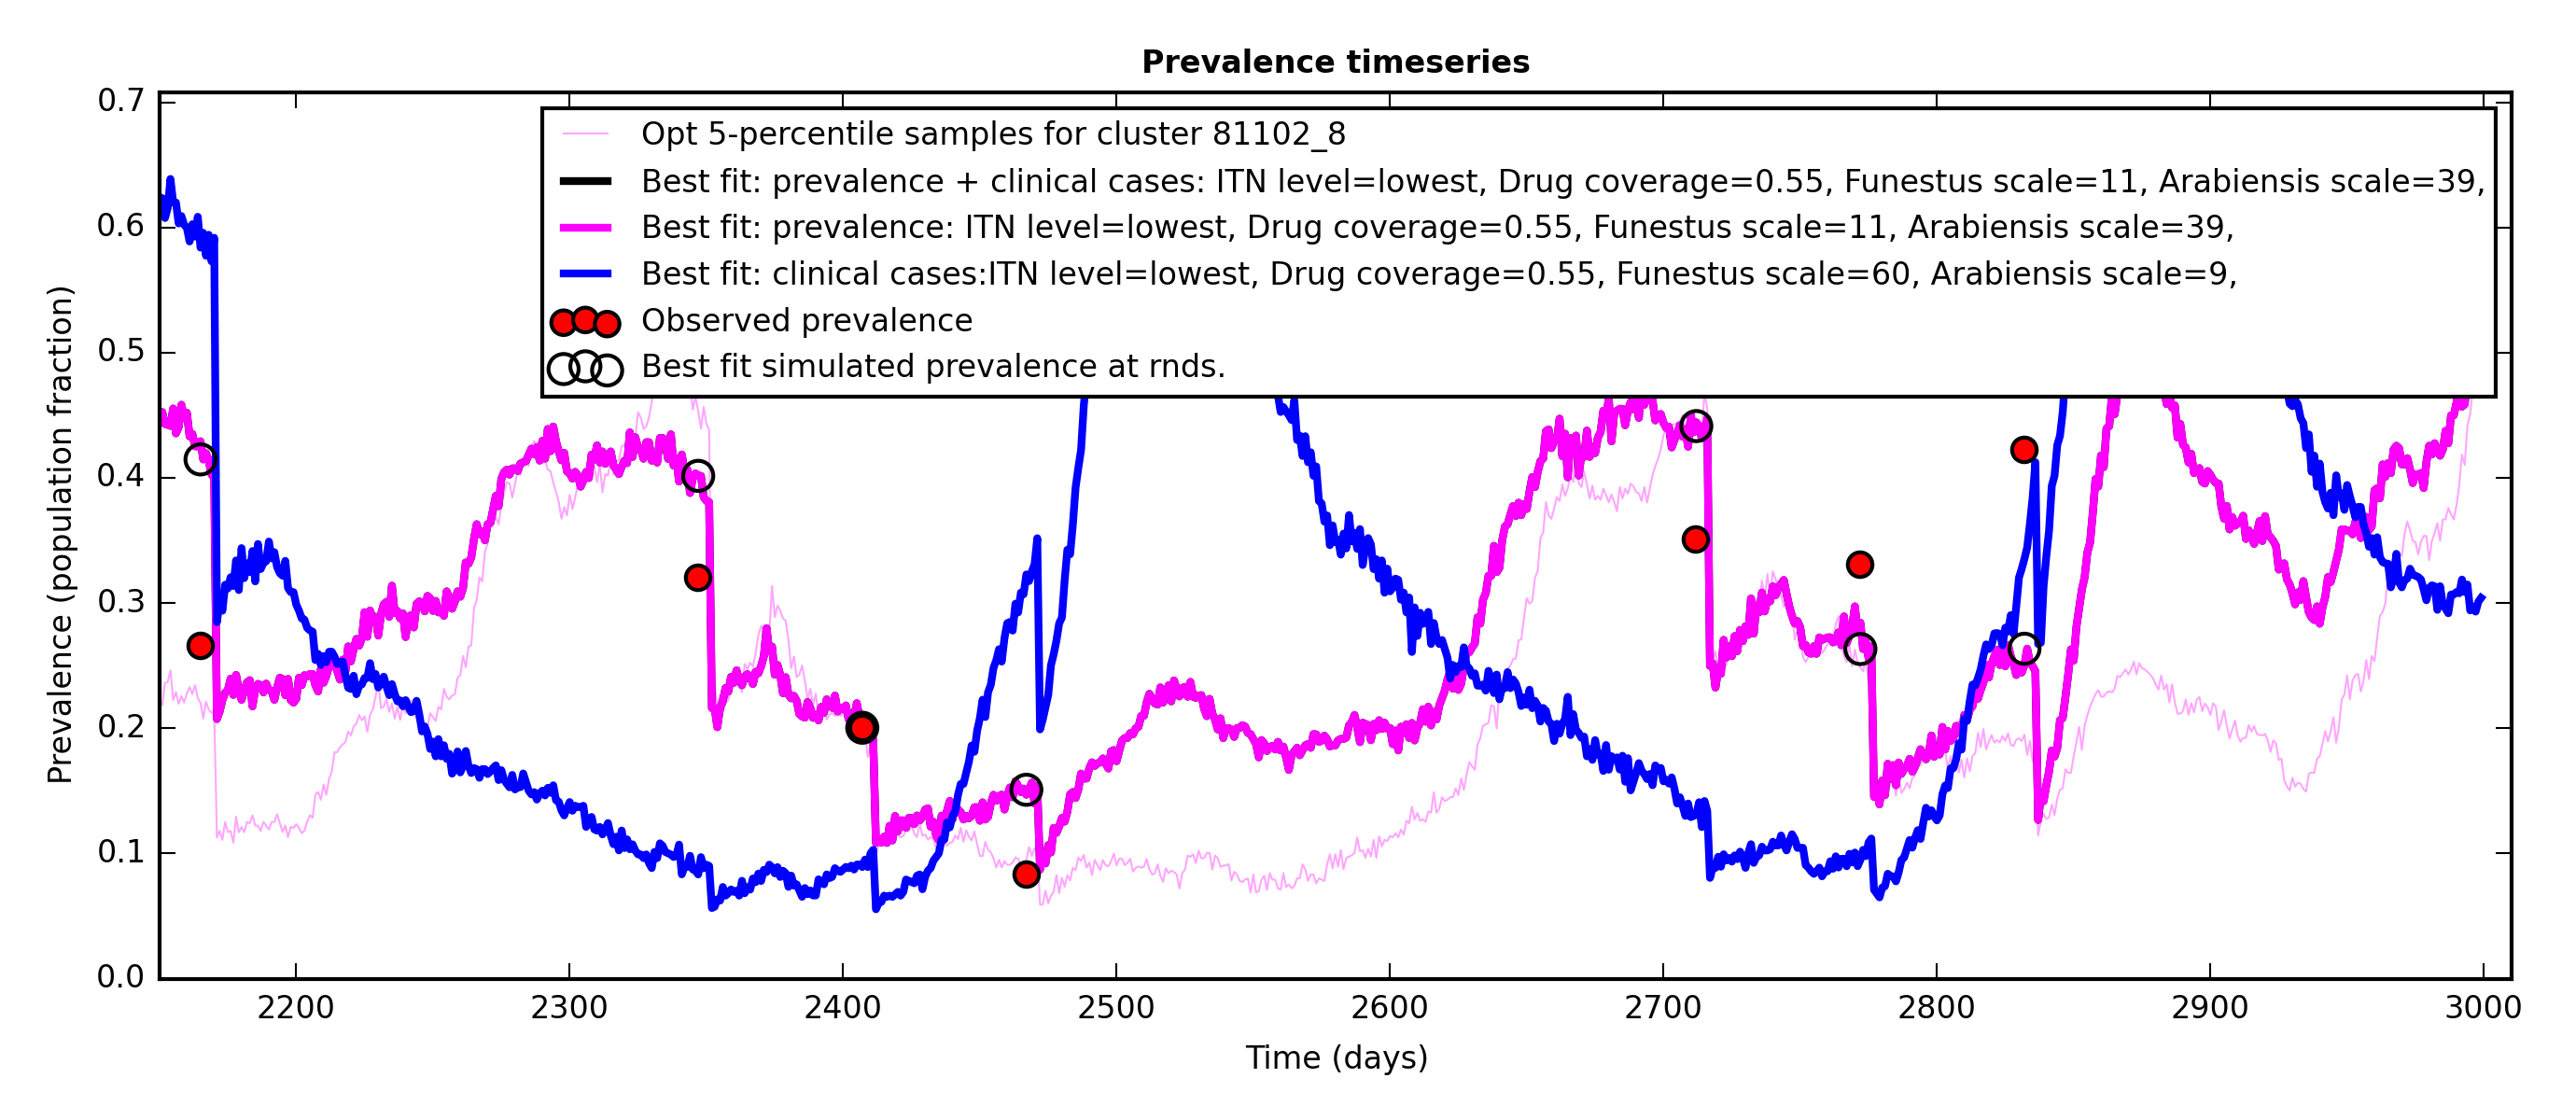 Prevalence timeseries
0.7
0.6
0.5
0.4
0.3
0.2
0.1
0.0
Prevalence (population fraction)
Opt 5-percentile samples for cluster 81102_8
Best fit: prevalence + clinical cases: ITN level=lowest, Drug coverage=0.55, Funestus scale=11, Arabiensis scale=39,
Best fit: prevalence: ITN level=lowest, Drug coverage=0.55, Funestus scale=11, Arabiensis scale=39,
Best fit: clinical cases:ITN level=lowest, Drug coverage=0.55, Funestus scale=60, Arabiensis scale=9,
Observed prevalence
Best fit simulated prevalence at rnds.
2200 2300 2400 2500 2600 2700 2800 2900 3000
Time (days)